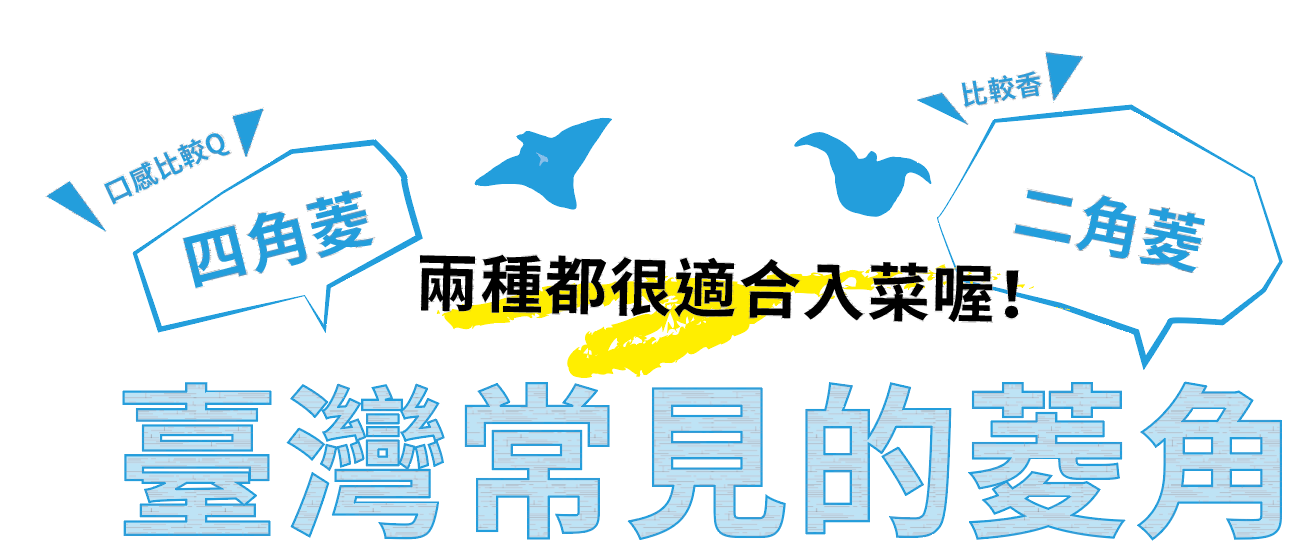 口感比較Q
四角菱
比較香
二角菱
兩種都很適合入菜喔！
臺灣常見的菱角